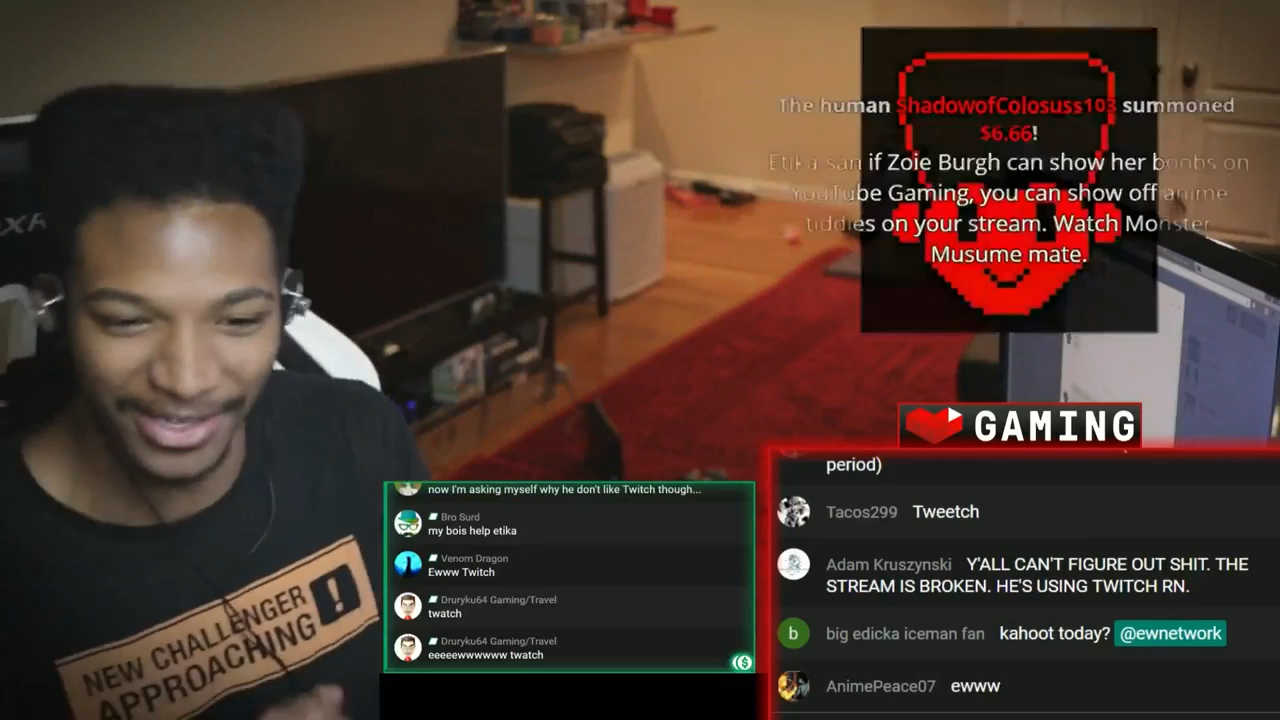 The human ShadowofColosuss103 summoned
$6.66!
Etika san if Zoie Burgh can show her boobs on
YouTube Gaming, you can show off anime
tiddies on your stream. Watch Monster
Musume mate.
GAMING
period)
Tacos299 Tweetch
Adam Kruszynski Y'ALL CAN'T FIGURE OUT SHIT. THE
STREAM IS BROKEN. HE'S USING TWITCH RN.
b big edicka iceman fan kahoot today? @ewnetwork
AnimePeace07 ewww
now I'm asking myself why he don't like Twitch though...
Bro Surd
my bois help etika
Venom Dragon
Ewww Twitch
Druryku64 Gaming/Travel
twatch
Druryku64 Gaming/Travel
eeeeewwwwww twatch
NEW CHALLENGER
APPROACHING !